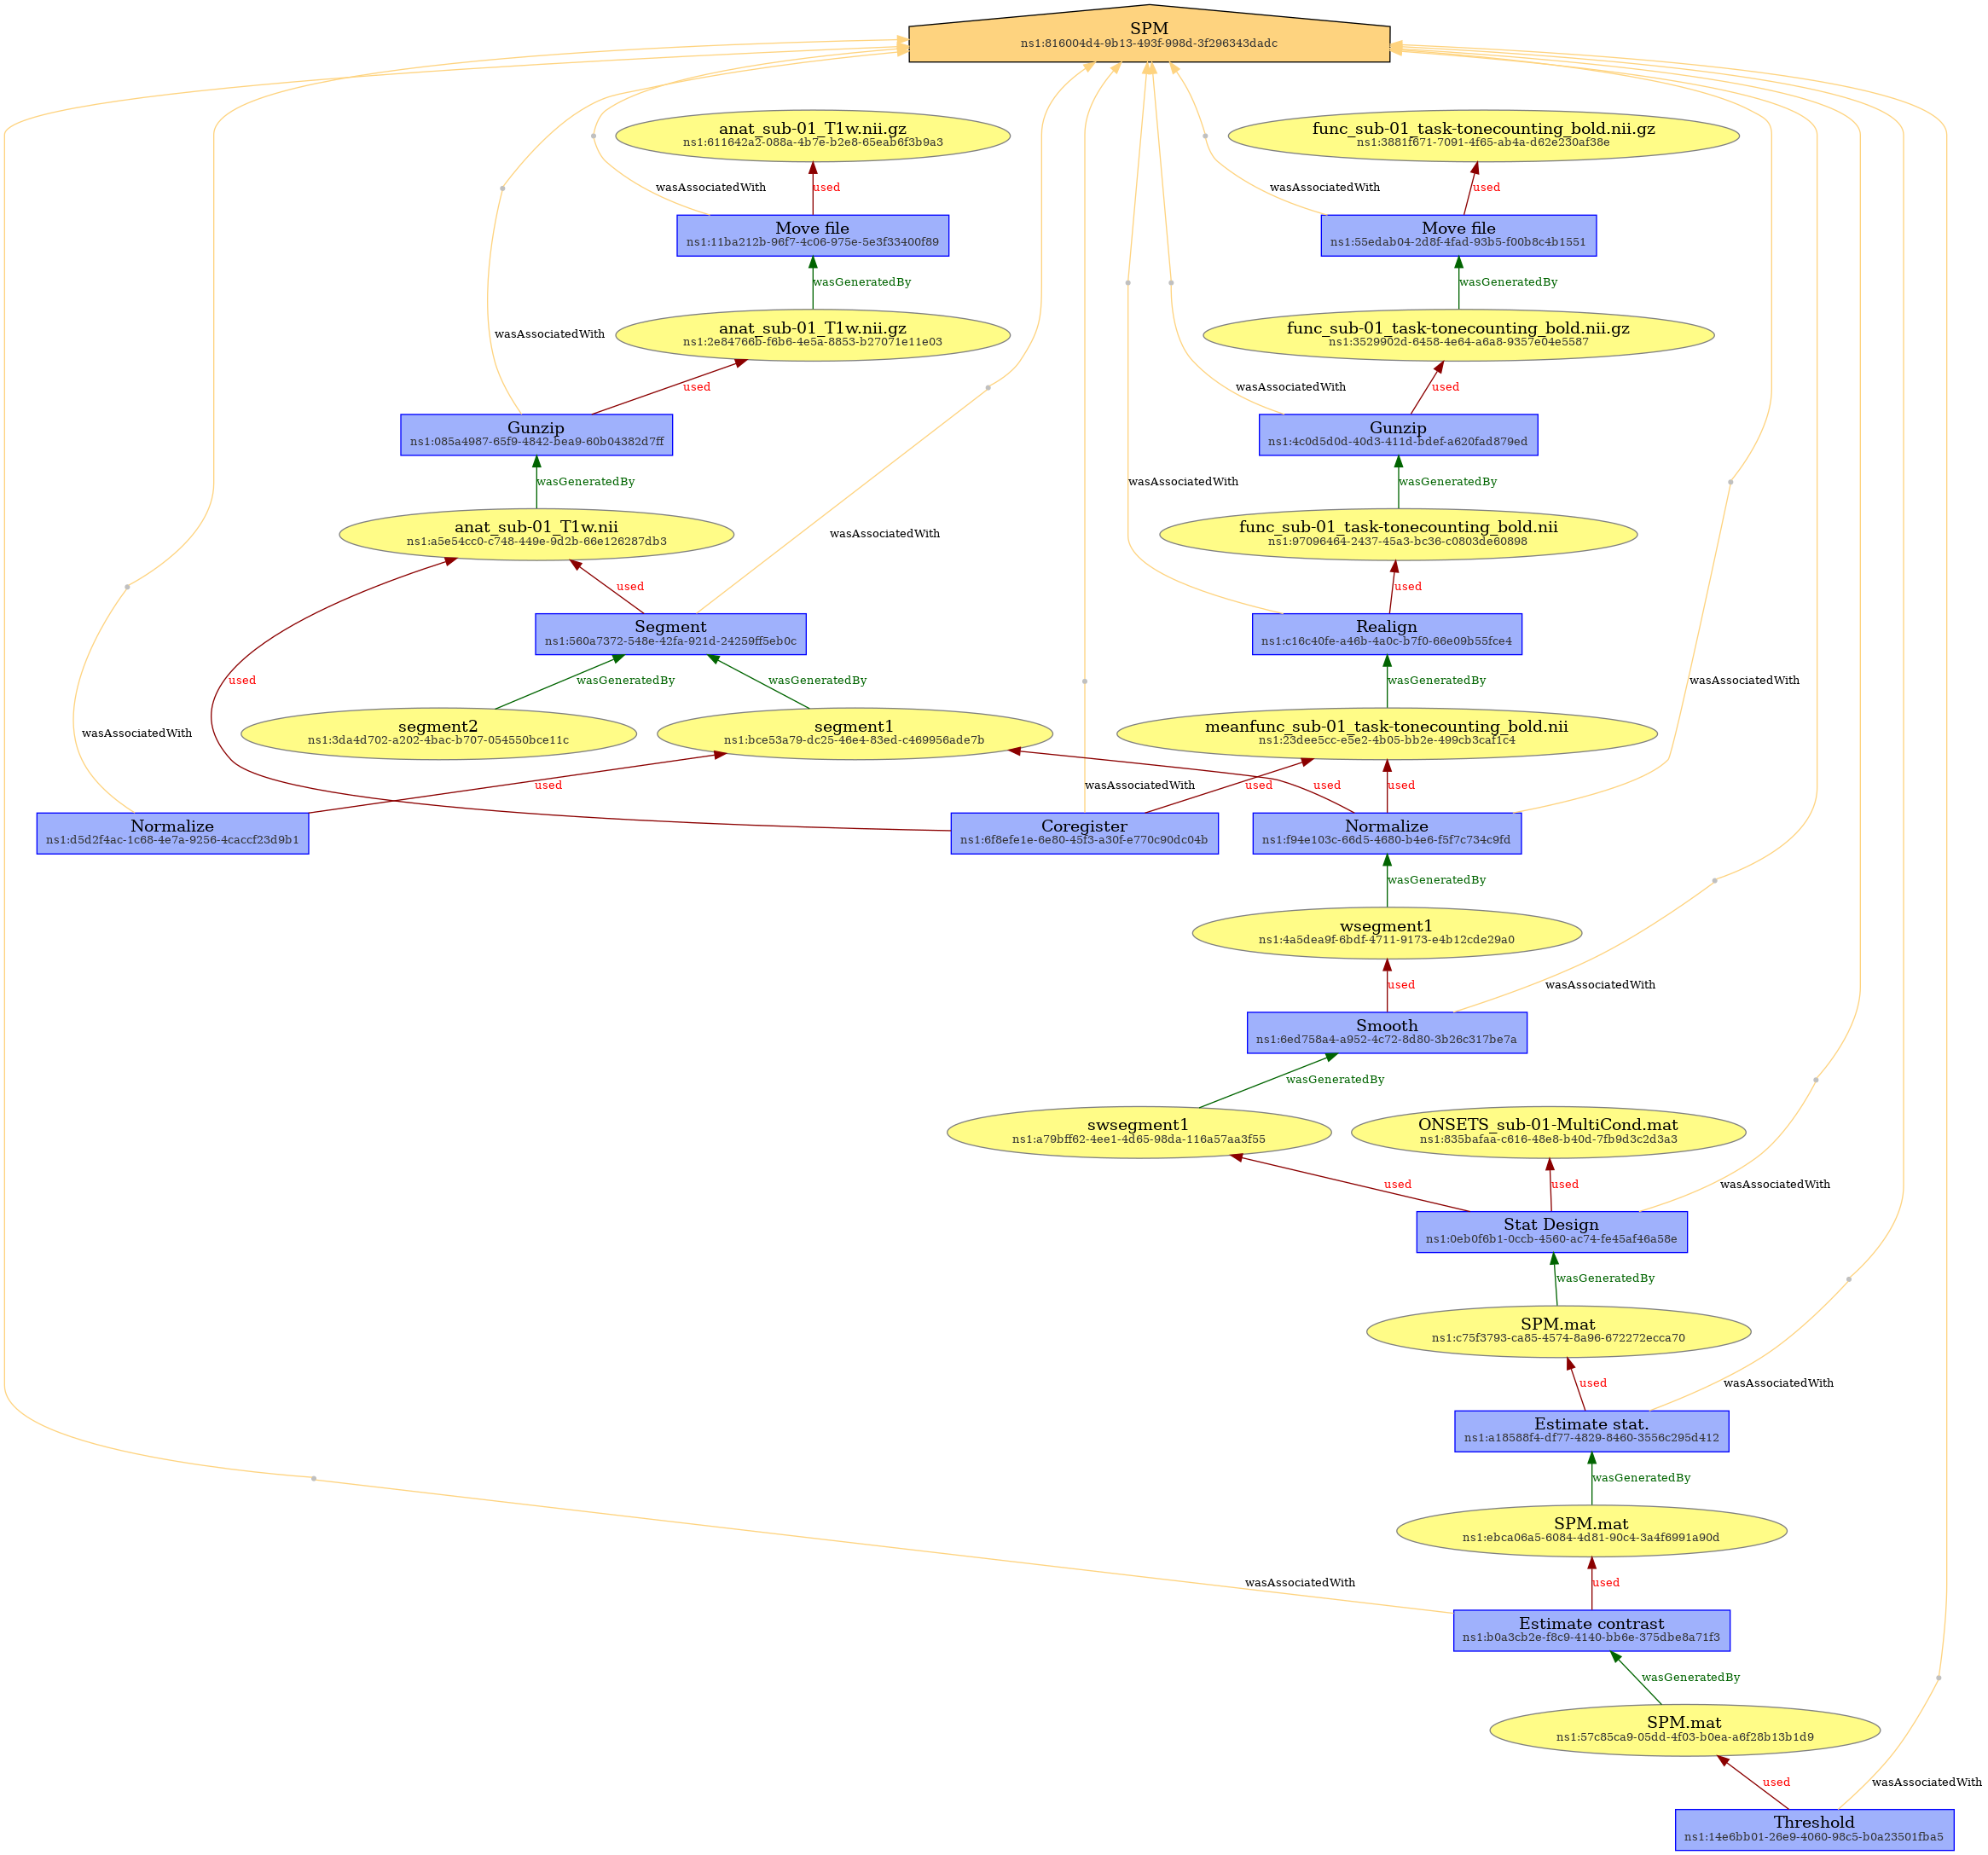 SPM
ns1:816004d4-9b13-493f-998d-3f296343dadc
anat_sub-01_T1w.nii.gz
ns1:611642a2-088a-4b7e-b2e8-65eab6f3b9a3
func_sub-01_task-tonecounting_bold.nii.gz
ns1:3881f671-7091-4f65-ab4a-d62e230af38e
wasAssociatedWith
used
wasAssociatedWith
used
Move file
ns1:11ba212b-96f7-4c06-975e-5e3f33400f89
Move file
ns1:55edab04-2d8f-4fad-93b5-f00b8c4b1551
wasGeneratedBy
wasGeneratedBy
wasAssociatedWith
anat_sub-01_T1w.nii.gz
ns1:2e84766b-f6b6-4e5a-8853-b27071e11e03
func_sub-01_task-tonecounting_bold.nii.gz
ns1:3529902d-6458-4e64-a6a8-9357e04e5587
used
wasAssociatedWith
used
Gunzip
ns1:085a4987-65f9-4842-bea9-60b04382d7ff
Gunzip
ns1:4c0d5d0d-40d3-411d-bdef-a620fad879ed
wasGeneratedBy
wasAssociatedWith
wasGeneratedBy
anat_sub-01_T1w.nii
ns1:a5e54cc0-c748-449e-9d2b-66e126287db3
wasAssociatedWith
func_sub-01_task-tonecounting_bold.nii
ns1:97096464-2437-45a3-bc36-c0803de60898
used
used
Segment
ns1:560a7372-548e-42fa-921d-24259ff5eb0c
Realign
ns1:c16c40fe-a46b-4a0c-b7f0-66e09b55fce4
used
wasGeneratedBy
wasGeneratedBy
wasGeneratedBy
wasAssociatedWith
wasAssociatedWith
segment2
ns1:3da4d702-a202-4bac-b707-054550bce11c
segment1
ns1:bce53a79-dc25-46e4-83ed-c469956ade7b
meanfunc_sub-01_task-tonecounting_bold.nii
ns1:23dee5cc-e5e2-4b05-bb2e-499cb3caf1c4
used
wasAssociatedWith
used
used
used
Normalize
ns1:d5d2f4ac-1c68-4e7a-9256-4caccf23d9b1
Coregister
ns1:6f8efe1e-6e80-45f3-a30f-e770c90dc04b
Normalize
ns1:f94e103c-66d5-4680-b4e6-f5f7c734c9fd
wasGeneratedBy
wsegment1
ns1:4a5dea9f-6bdf-4711-9173-e4b12cde29a0
used
wasAssociatedWith
Smooth
ns1:6ed758a4-a952-4c72-8d80-3b26c317be7a
wasGeneratedBy
swsegment1
ns1:a79bff62-4ee1-4d65-98da-116a57aa3f55
ONSETS_sub-01-MultiCond.mat
ns1:835bafaa-c616-48e8-b40d-7fb9d3c2d3a3
used
used
wasAssociatedWith
Stat Design
ns1:0eb0f6b1-0ccb-4560-ac74-fe45af46a58e
wasGeneratedBy
SPM.mat
ns1:c75f3793-ca85-4574-8a96-672272ecca70
used
wasAssociatedWith
Estimate stat.
ns1:a18588f4-df77-4829-8460-3556c295d412
wasGeneratedBy
SPM.mat
ns1:ebca06a5-6084-4d81-90c4-3a4f6991a90d
wasAssociatedWith
used
Estimate contrast
ns1:b0a3cb2e-f8c9-4140-bb6e-375dbe8a71f3
wasGeneratedBy
SPM.mat
ns1:57c85ca9-05dd-4f03-b0ea-a6f28b13b1d9
used
wasAssociatedWith
Threshold
ns1:14e6bb01-26e9-4060-98c5-b0a23501fba5